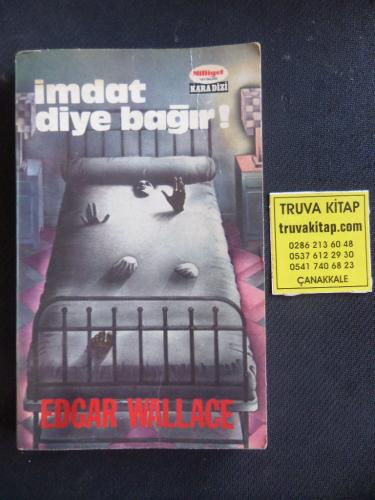 imdat
diye bağır!
Milliyet
YAYINLARI
KARA DİZİ
EDGAR WALLACE
TRUVA KİTAP
truvakitap.com
0286 213 60 48
0537 612 29 30
0541 740 68 23
ÇANAKKALE